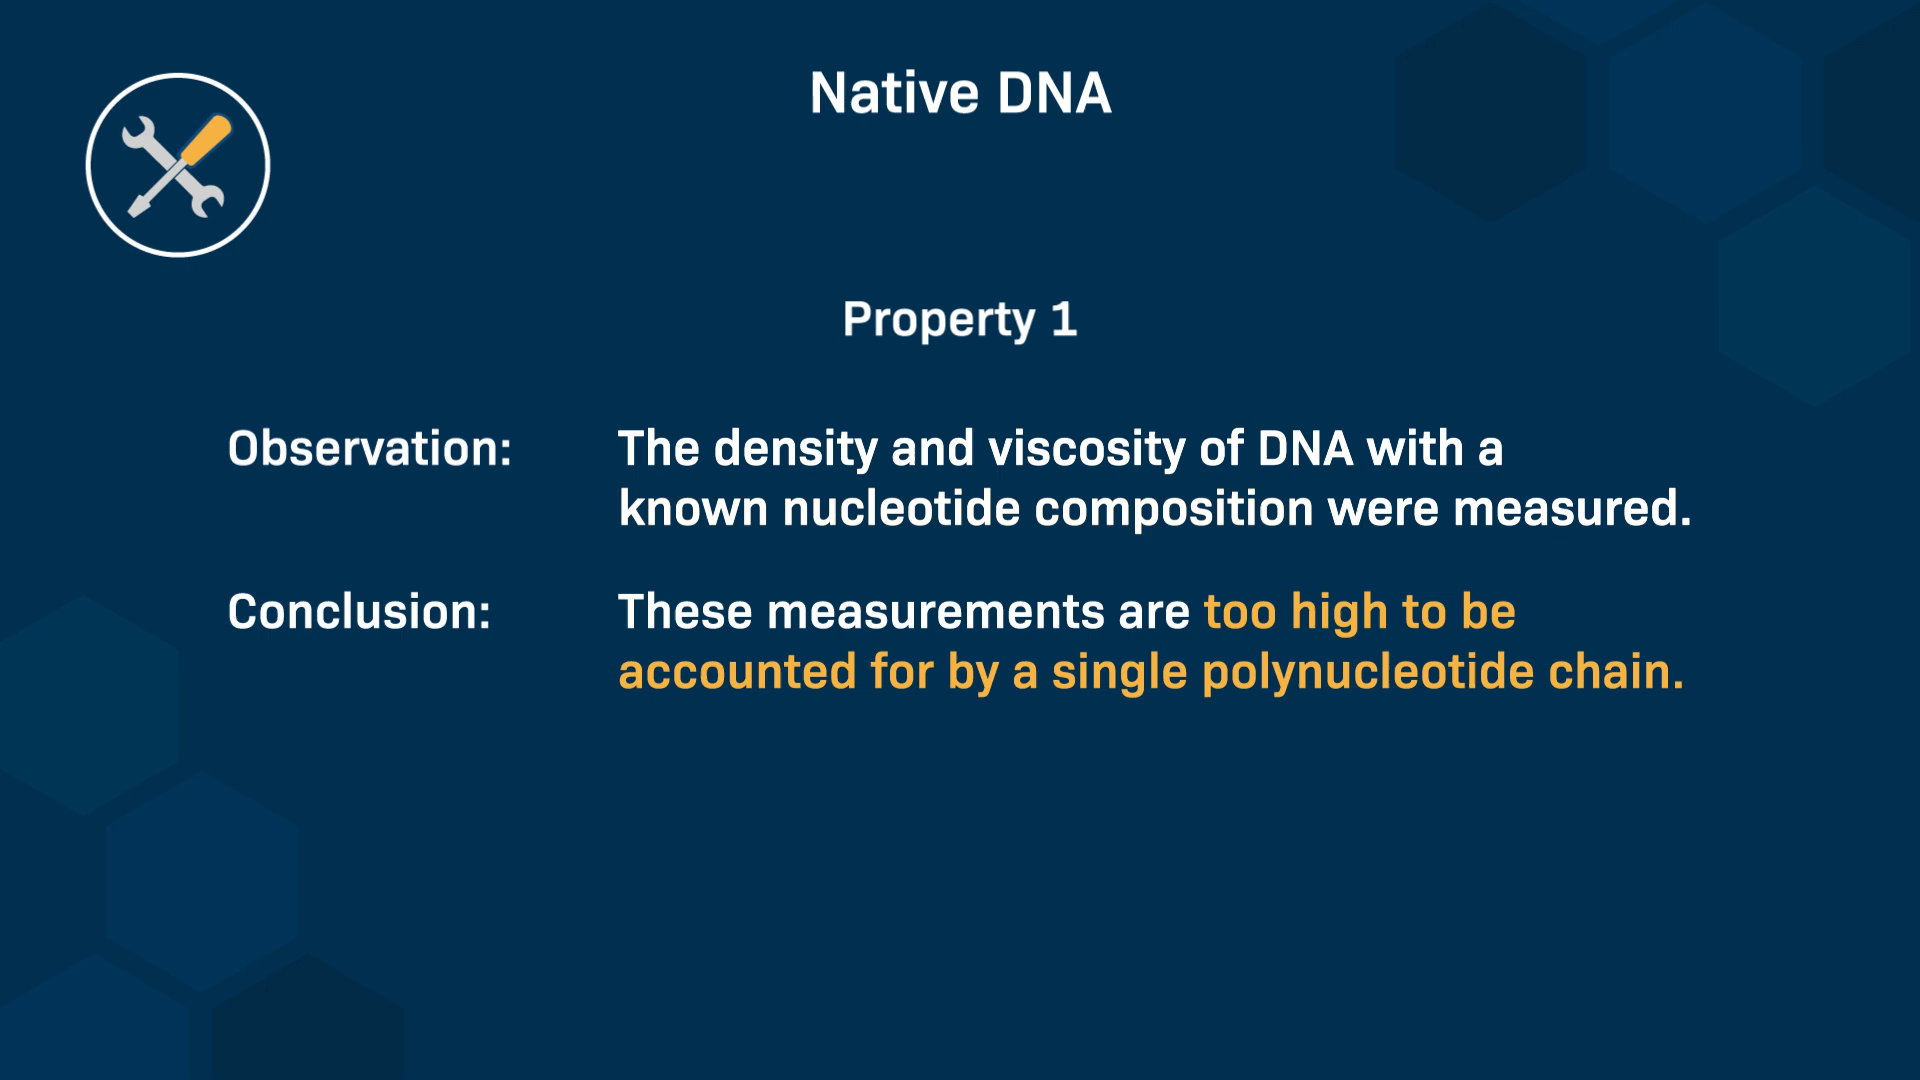 Native DNA
Property 1
Observation: The density and viscosity of DNA with a
known nucleotide composition were measured.
Conclusion: These measurements are too high to be
accounted for by a single polynucleotide chain.